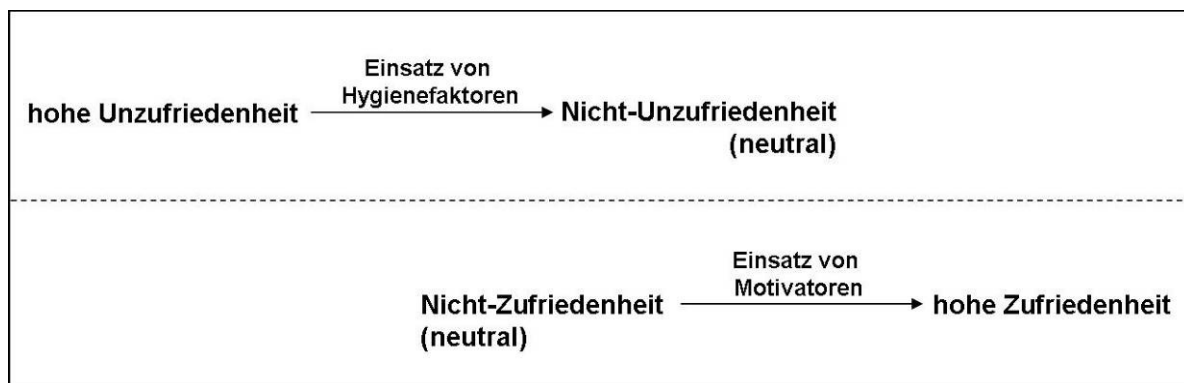 Einsatz von
Hygienefaktoren
hohe Unzufriedenheit
Nicht-Unzufriedenheit
(neutral)
Einsatz von
Motivatoren
Nicht-Zufriedenheit
hohe Zufriedenheit
(neutral)